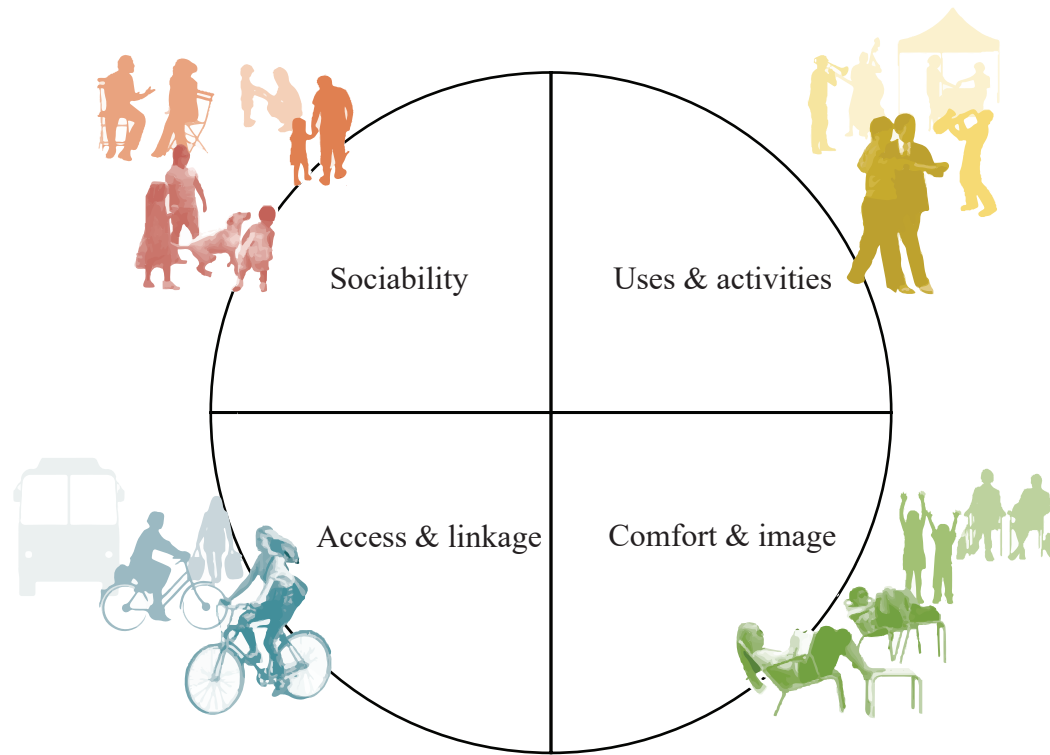 Sociability
Uses & activities
Access & linkage
Comfort & image